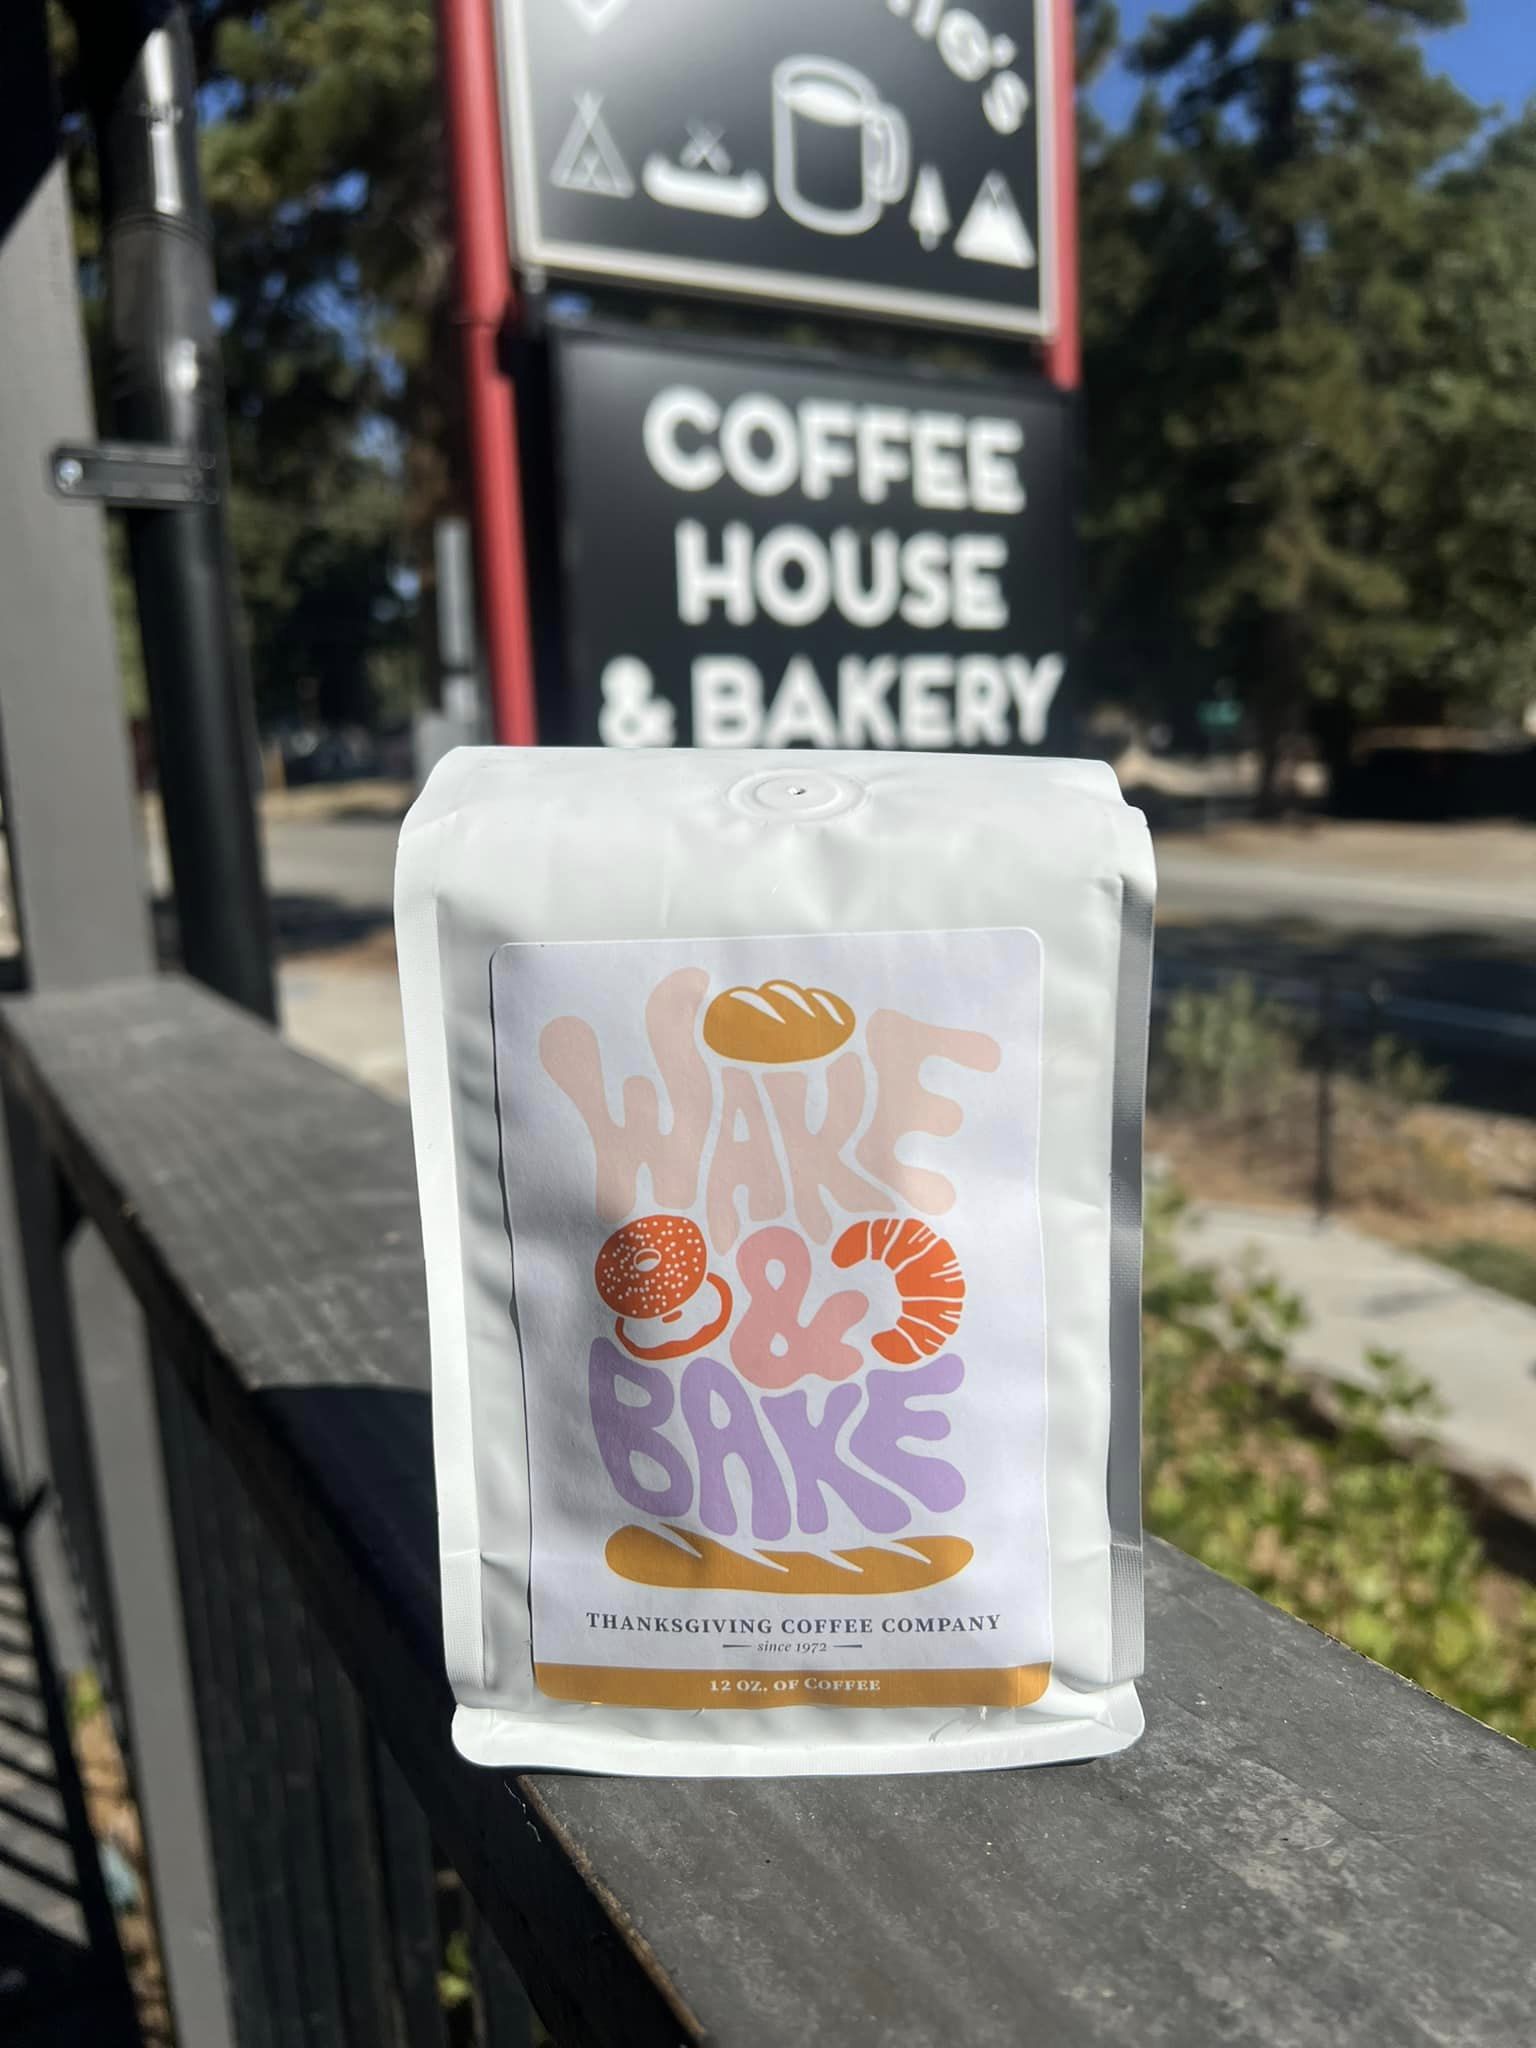 COFFEE
HOUSE
& BAKERY
WAKE
&
BAKE
THANKSGIVING COFFEE COMPANY
since 1972
12 OZ. OF COFFEE